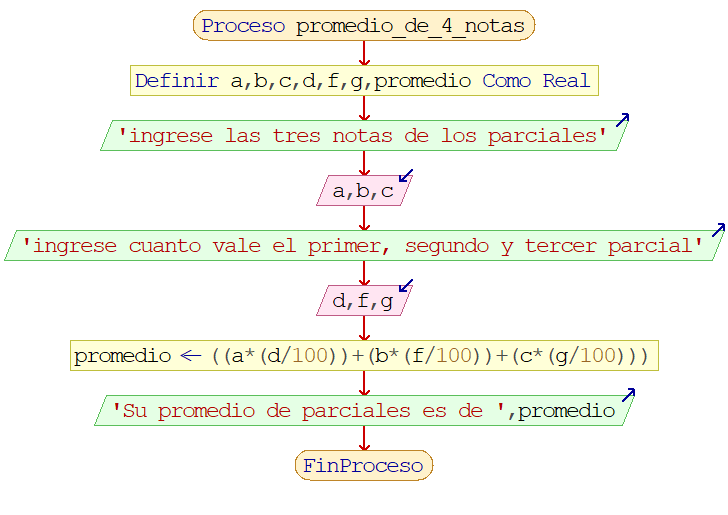 Proceso promedio_de_4_notas
Definir a,b,c,d,f,g,promedio Como Real
'ingrese las tres notas de los parciales'
a,b,c
'ingrese cuanto vale el primer, segundo y tercer parcial'
d,f,g
promedio ← ((a*(d/100))+(b*(f/100))+(c*(g/100)))
'Su promedio de parciales es de ',promedio
FinProceso